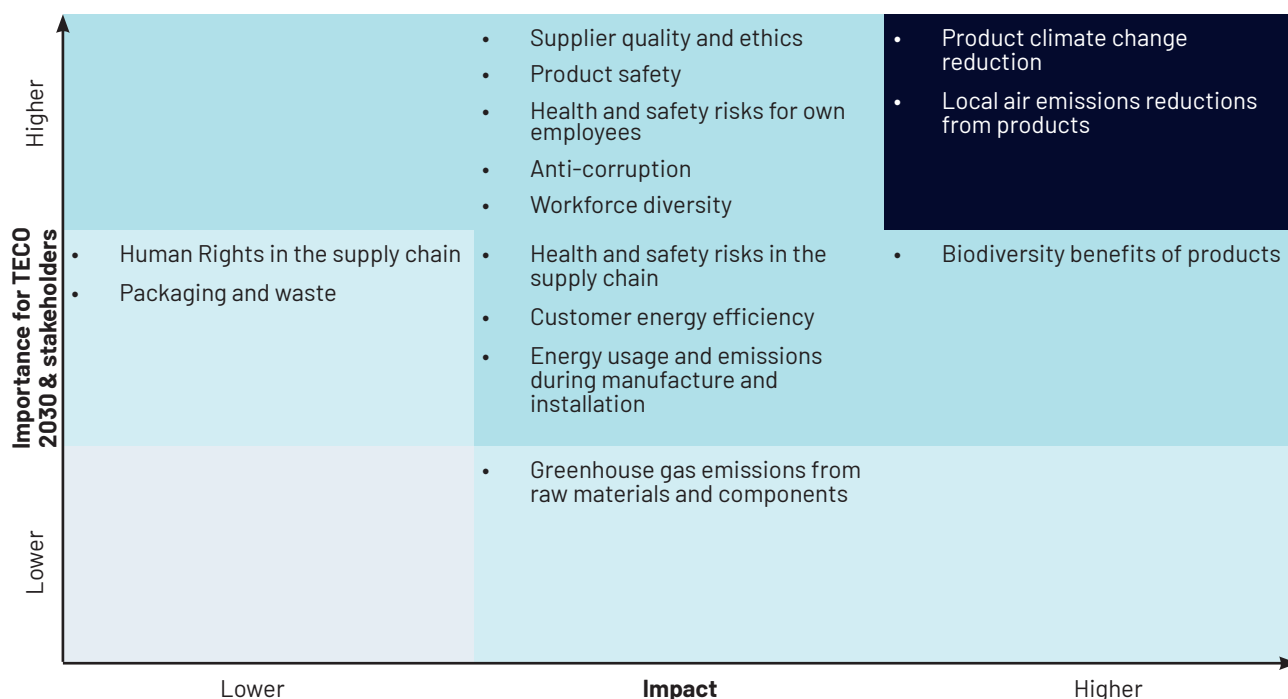 Higher
Importance for TECO
2030 & stakeholders
Lower
• Supplier quality and ethics
• Product safety
• Health and safety risks for own
employees
• Anti-corruption
• Workforce diversity
• Product climate change
reduction
• Local air emissions reductions
from products
• Human Rights in the supply chain
• Packaging and waste
• Health and safety risks in the
supply chain
• Customer energy efficiency
• Energy usage and emissions
during manufacture and
installation
• Biodiversity benefits of products
• Greenhouse gas emissions from
raw materials and components
Lower
Impact
Higher